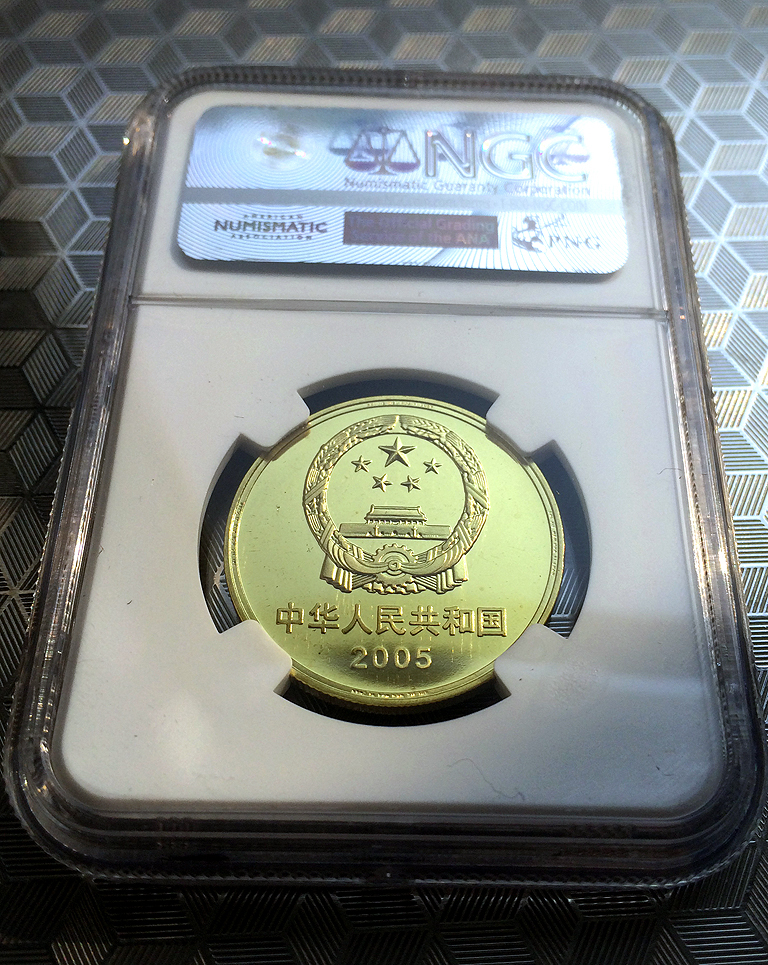 NGC
Numismatic Guaranty Corporation
AMERICAN
NUMISMATIC
ASSOCIATION
The Official Grading
Service of the ANA
PNG
中华人民共和国
2005